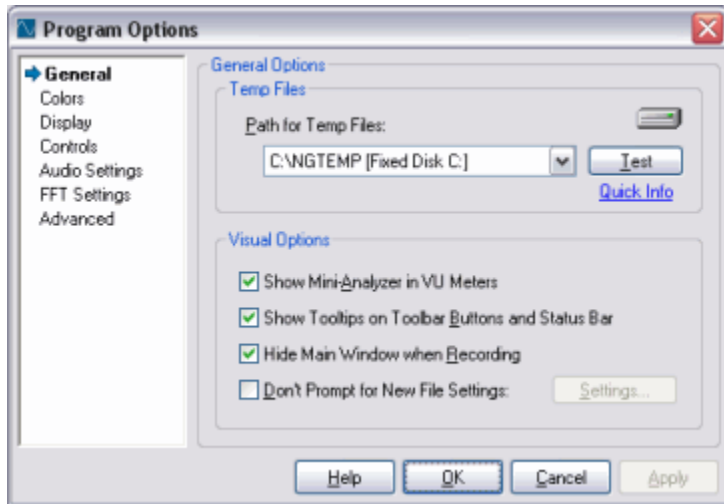 Program Options
General
Colors
Display
Controls
Audio Settings
FFT Settings
Advanced
General Options
Temp Files
Path for Temp Files:
C:\NGTEMP [Fixed Disk C:]
Test
Quick Info
Visual Options
Show Mini-Analyzer in VU Meters
Show Tooltips on Toolbar Buttons and Status Bar
Hide Main Window when Recording
Don't Prompt for New File Settings:
Settings...
Help
OK
Cancel
Apply